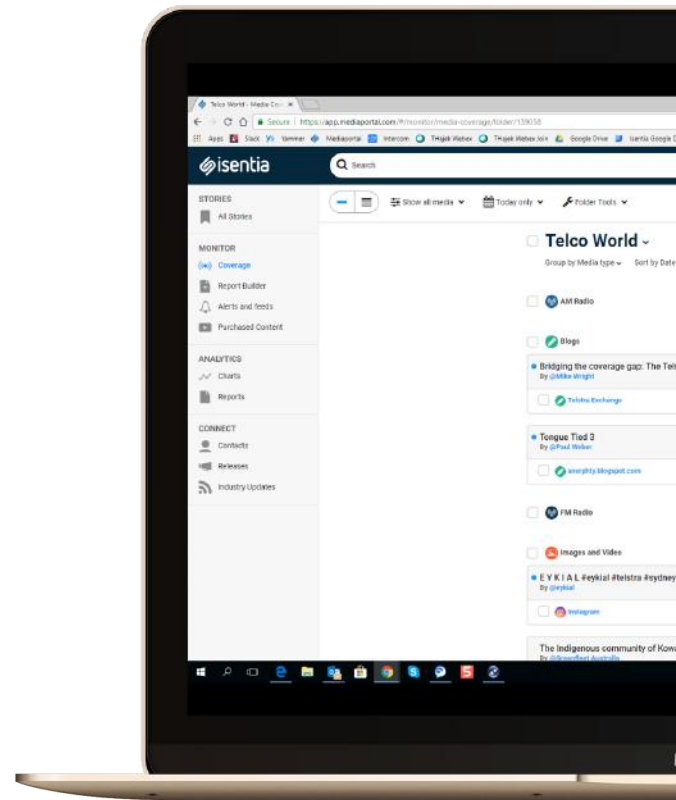 Telco World - Media Cov
Secure | https://app.mediaportal.com/#/monitor/media-coverage/folder/139058
Apps Slack Yammer Mediaportal Intercom THajek Webex THajek Webex Join Google Drive Isentia Google D
isentia
Search
STORIES
All Stories
MONITOR
Coverage
Report Builder
Alerts and feeds
Purchased Content
ANALYTICS
Charts
Reports
CONNECT
Contacts
Releases
Industry Updates
Show all media Today only Folder Tools
Telco World
Group by Media type Sort by Date
AM Radio
Blogs
Bridging the coverage gap: The Tels
By @Mike Wright
Telstra Exchange
Tongue Tied 3
By @Paul Weber
FM Radio
Images and Video
E Y K I A L #eykial #telstra #sydney
By @eykial
Instagram
The Indigenous community of Kowa